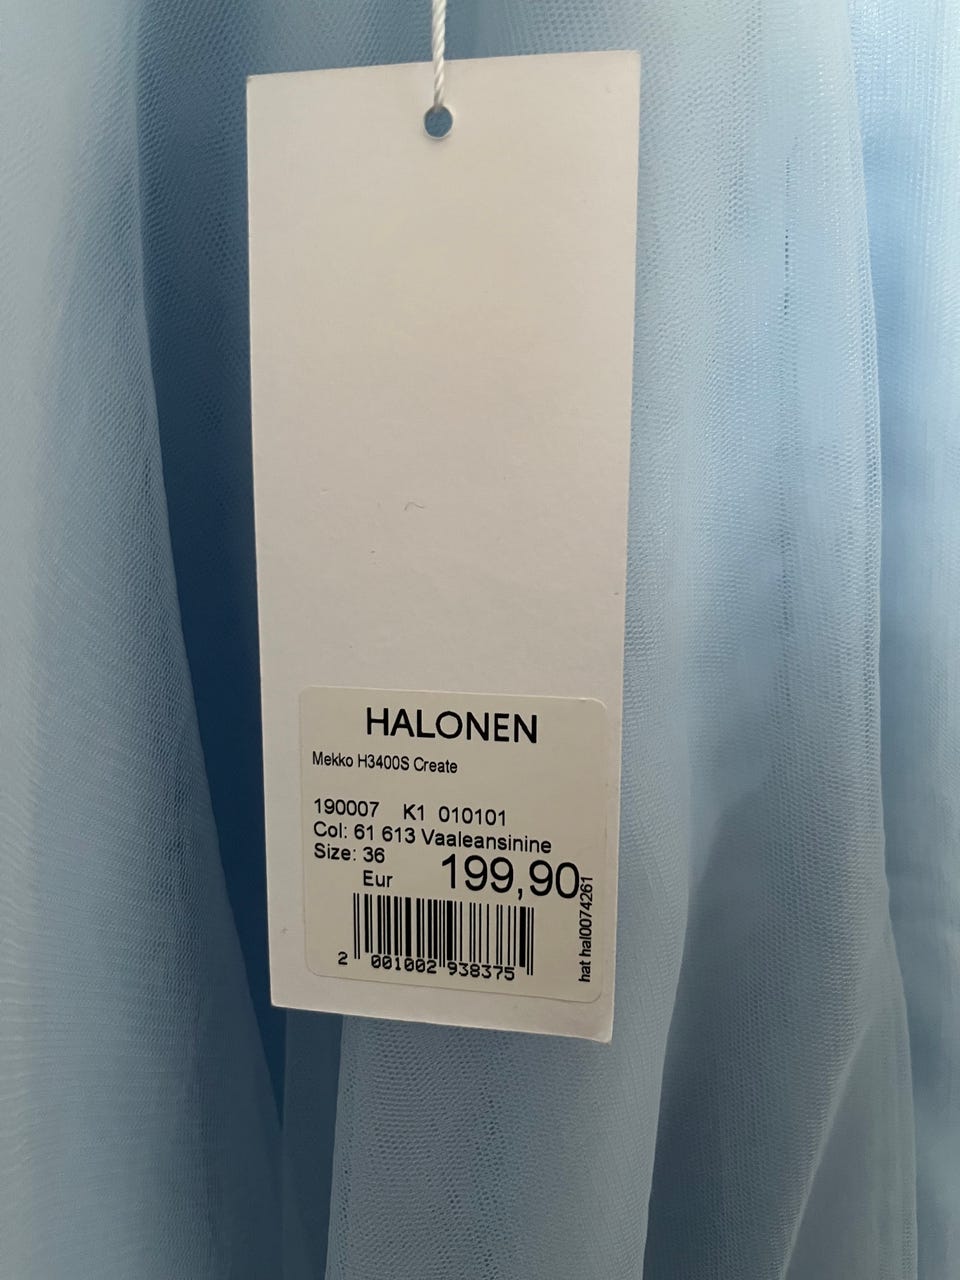 HALONEN
Mekko H3400S Create
190007 K1 010101
Col: 61 613 Vaaleansinine
Size: 36
Eur 199,90
hat hal0074261
2 001002 938375